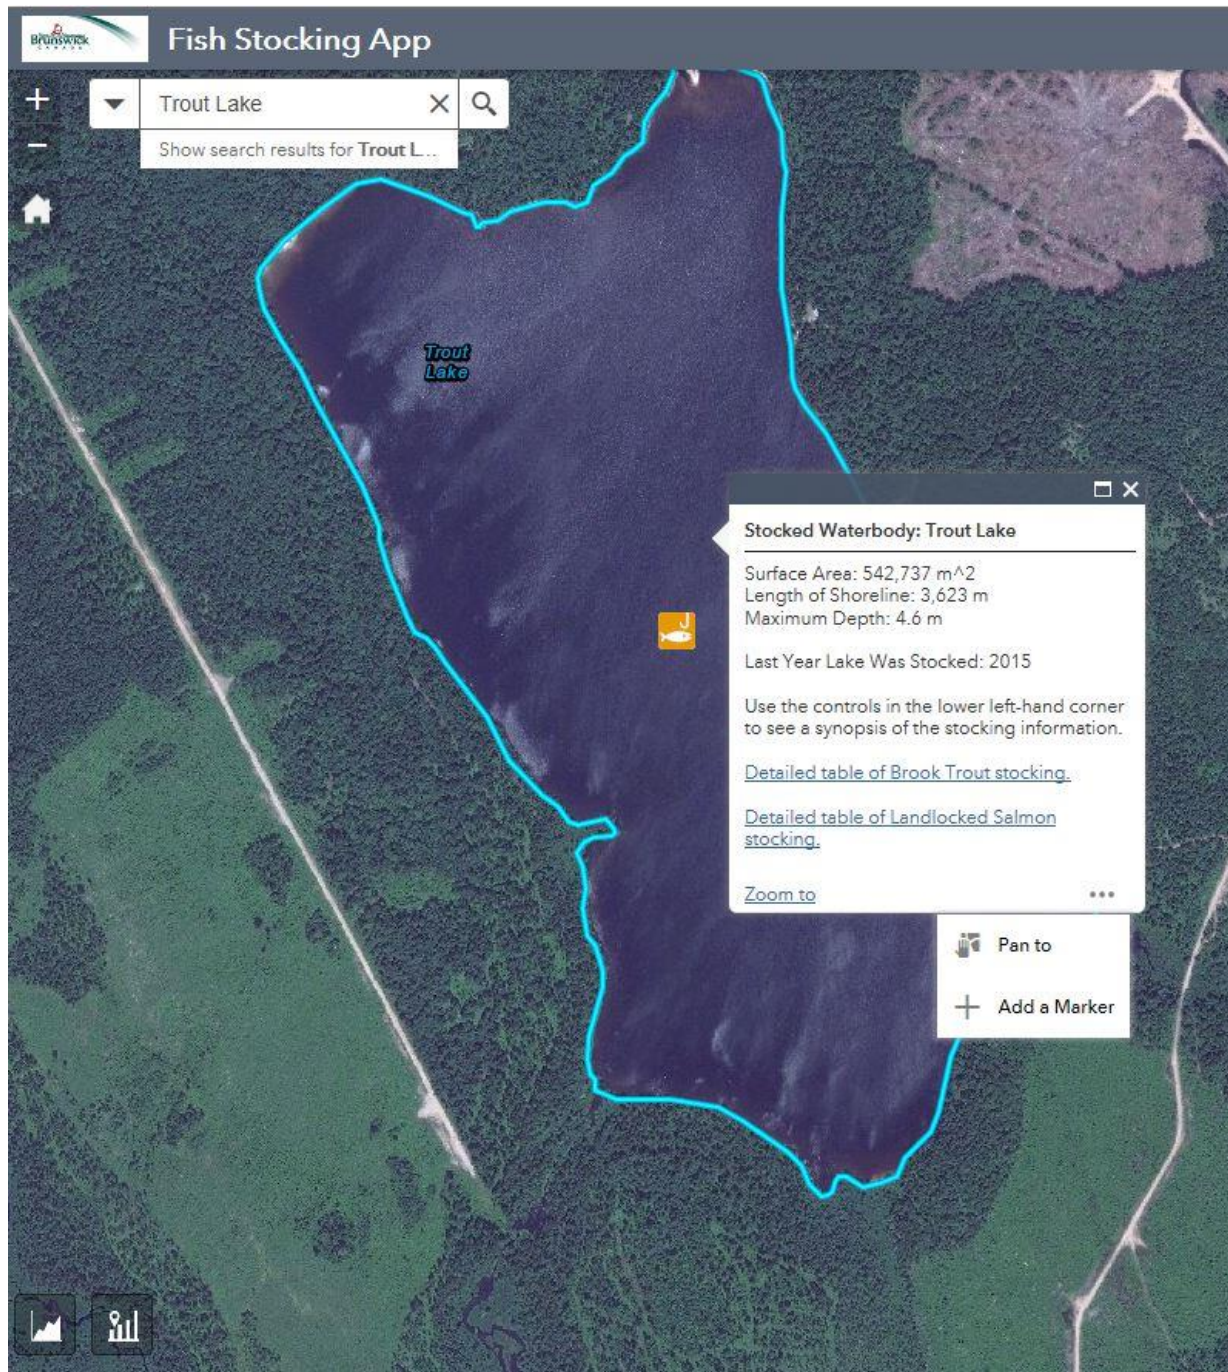 Brunswick
CANADA
Fish Stocking App
Trout Lake
Show search results for Trout L...
Trout
Lake
Stocked Waterbody: Trout Lake
Surface Area: 542,737 m^2
Length of Shoreline: 3,623 m
Maximum Depth: 4.6 m
Last Year Lake Was Stocked: 2015
Use the controls in the lower left-hand corner
to see a synopsis of the stocking information.
Detailed table of Brook Trout stocking.
Detailed table of Landlocked Salmon
stocking.
Zoom to
Pan to
Add a Marker